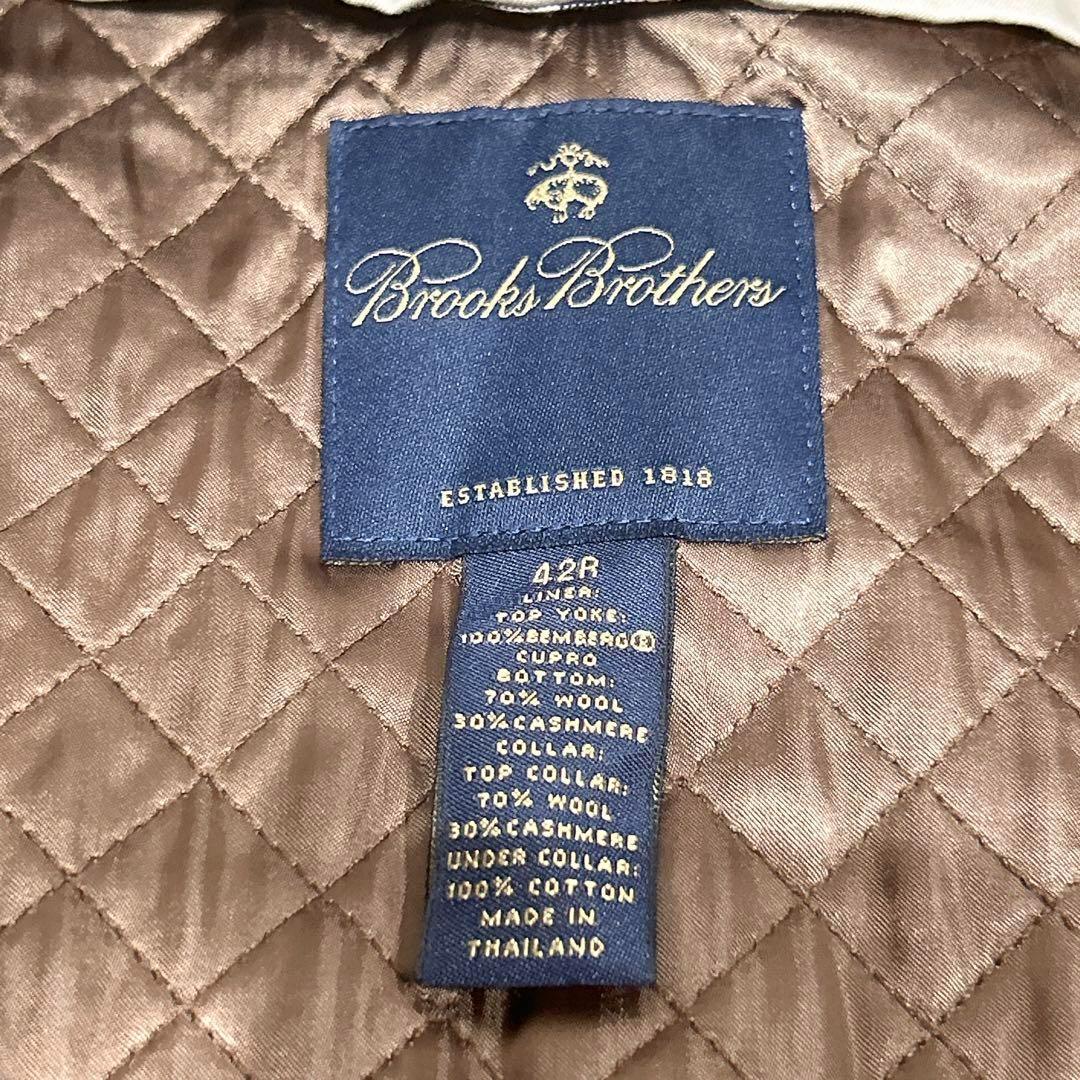 Brooks Brothers
ESTABLISHED 1818
42R
LINER:
TOP YOKE:
100%BEMBERG®
CUPRO
BOTTOM:
70% WOOL
30%CASHMERE
COLLAR:
TOP COLLAR:
70% WOOL
30%CASHMERE
UNDER COLLAR:
100% COTTON
MADE IN
THAILAND